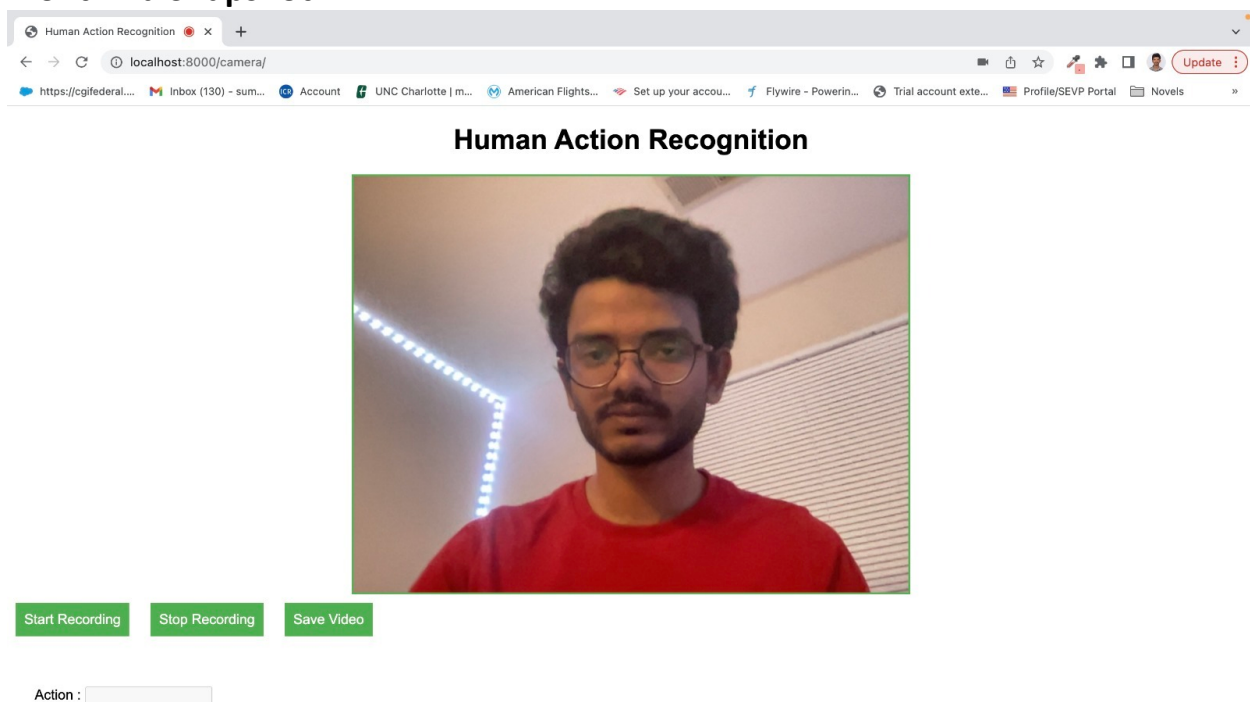 Human Action Recognition
localhost:8000/camera/
Update
https://cgifederal.... Inbox (130) – sum... ICR Account UNC Charlotte | m... American Flights... Set up your accou... Flywire - Powerin... Trial account exte... Profile/SEVP Portal Novels »
Human Action Recognition
Start Recording Stop Recording Save Video
Action :